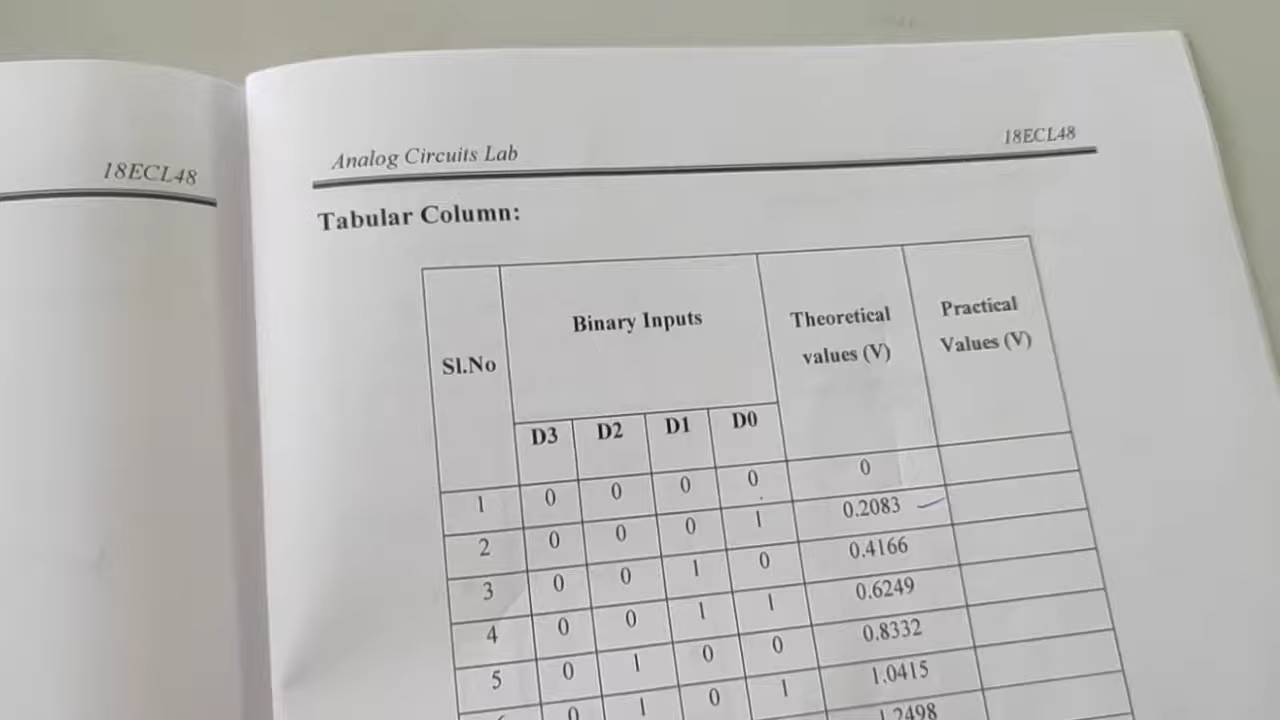 18ECL48
Analog Circuits Lab 18ECL48
Tabular Column:
Sl.No Binary Inputs Theoretical values (V) Practical Values (V)
D3 D2 D1 D0
1 0 0 0 0 0
2 0 0 0 1 0.2083
3 0 0 1 0 0.4166
4 0 0 1 1 0.6249
5 0 1 0 0 0.8332
0 1 0 1 1.0415
1.2498